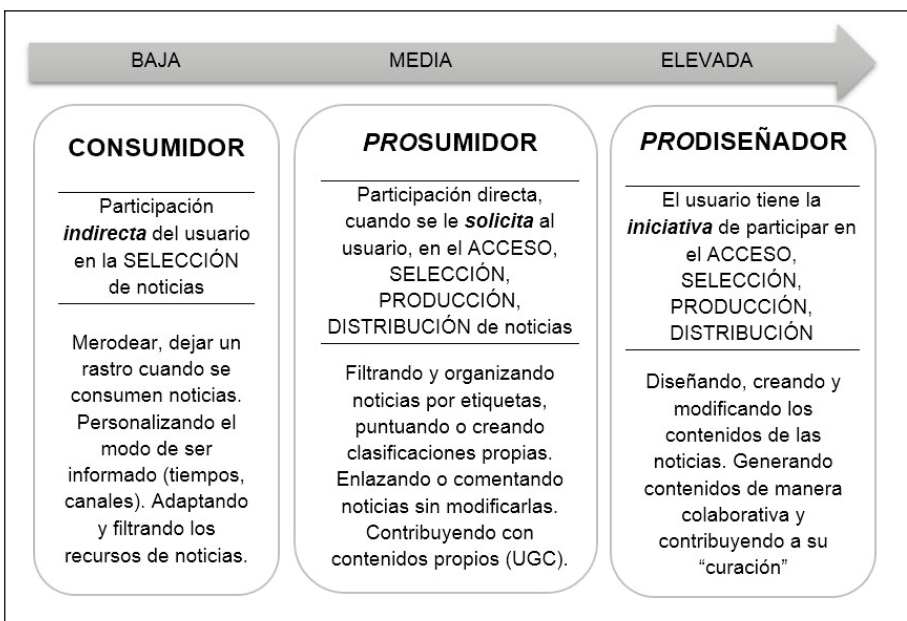 BAJA
MEDIA
ELEVADA
CONSUMIDOR
Participación
indirecta del usuario
en la SELECCIÓN
de noticias
Merodear, dejar un
rastro cuando se
consumen noticias.
Personalizando el
modo de ser
informado (tiempos,
canales). Adaptando
y filtrando los
recursos de noticias.
PROSUMIDOR
Participación directa,
cuando se le solicita al
usuario, en el ACCESO,
SELECCIÓN,
PRODUCCIÓN,
DISTRIBUCIÓN de noticias
Filtrando y organizando
noticias por etiquetas,
puntuando o creando
clasificaciones propias.
Enlazando o comentando
noticias sin modificarlas.
Contribuyendo con
contenidos propios (UGC).
PRODISEÑADOR
El usuario tiene la
iniciativa de participar en
el ACCESO,
SELECCIÓN,
PRODUCCIÓN,
DISTRIBUCIÓN
Diseñando, creando y
modificando los
contenidos de las
noticias. Generando
contenidos de manera
colaborativa y
contribuyendo a su
“curación”